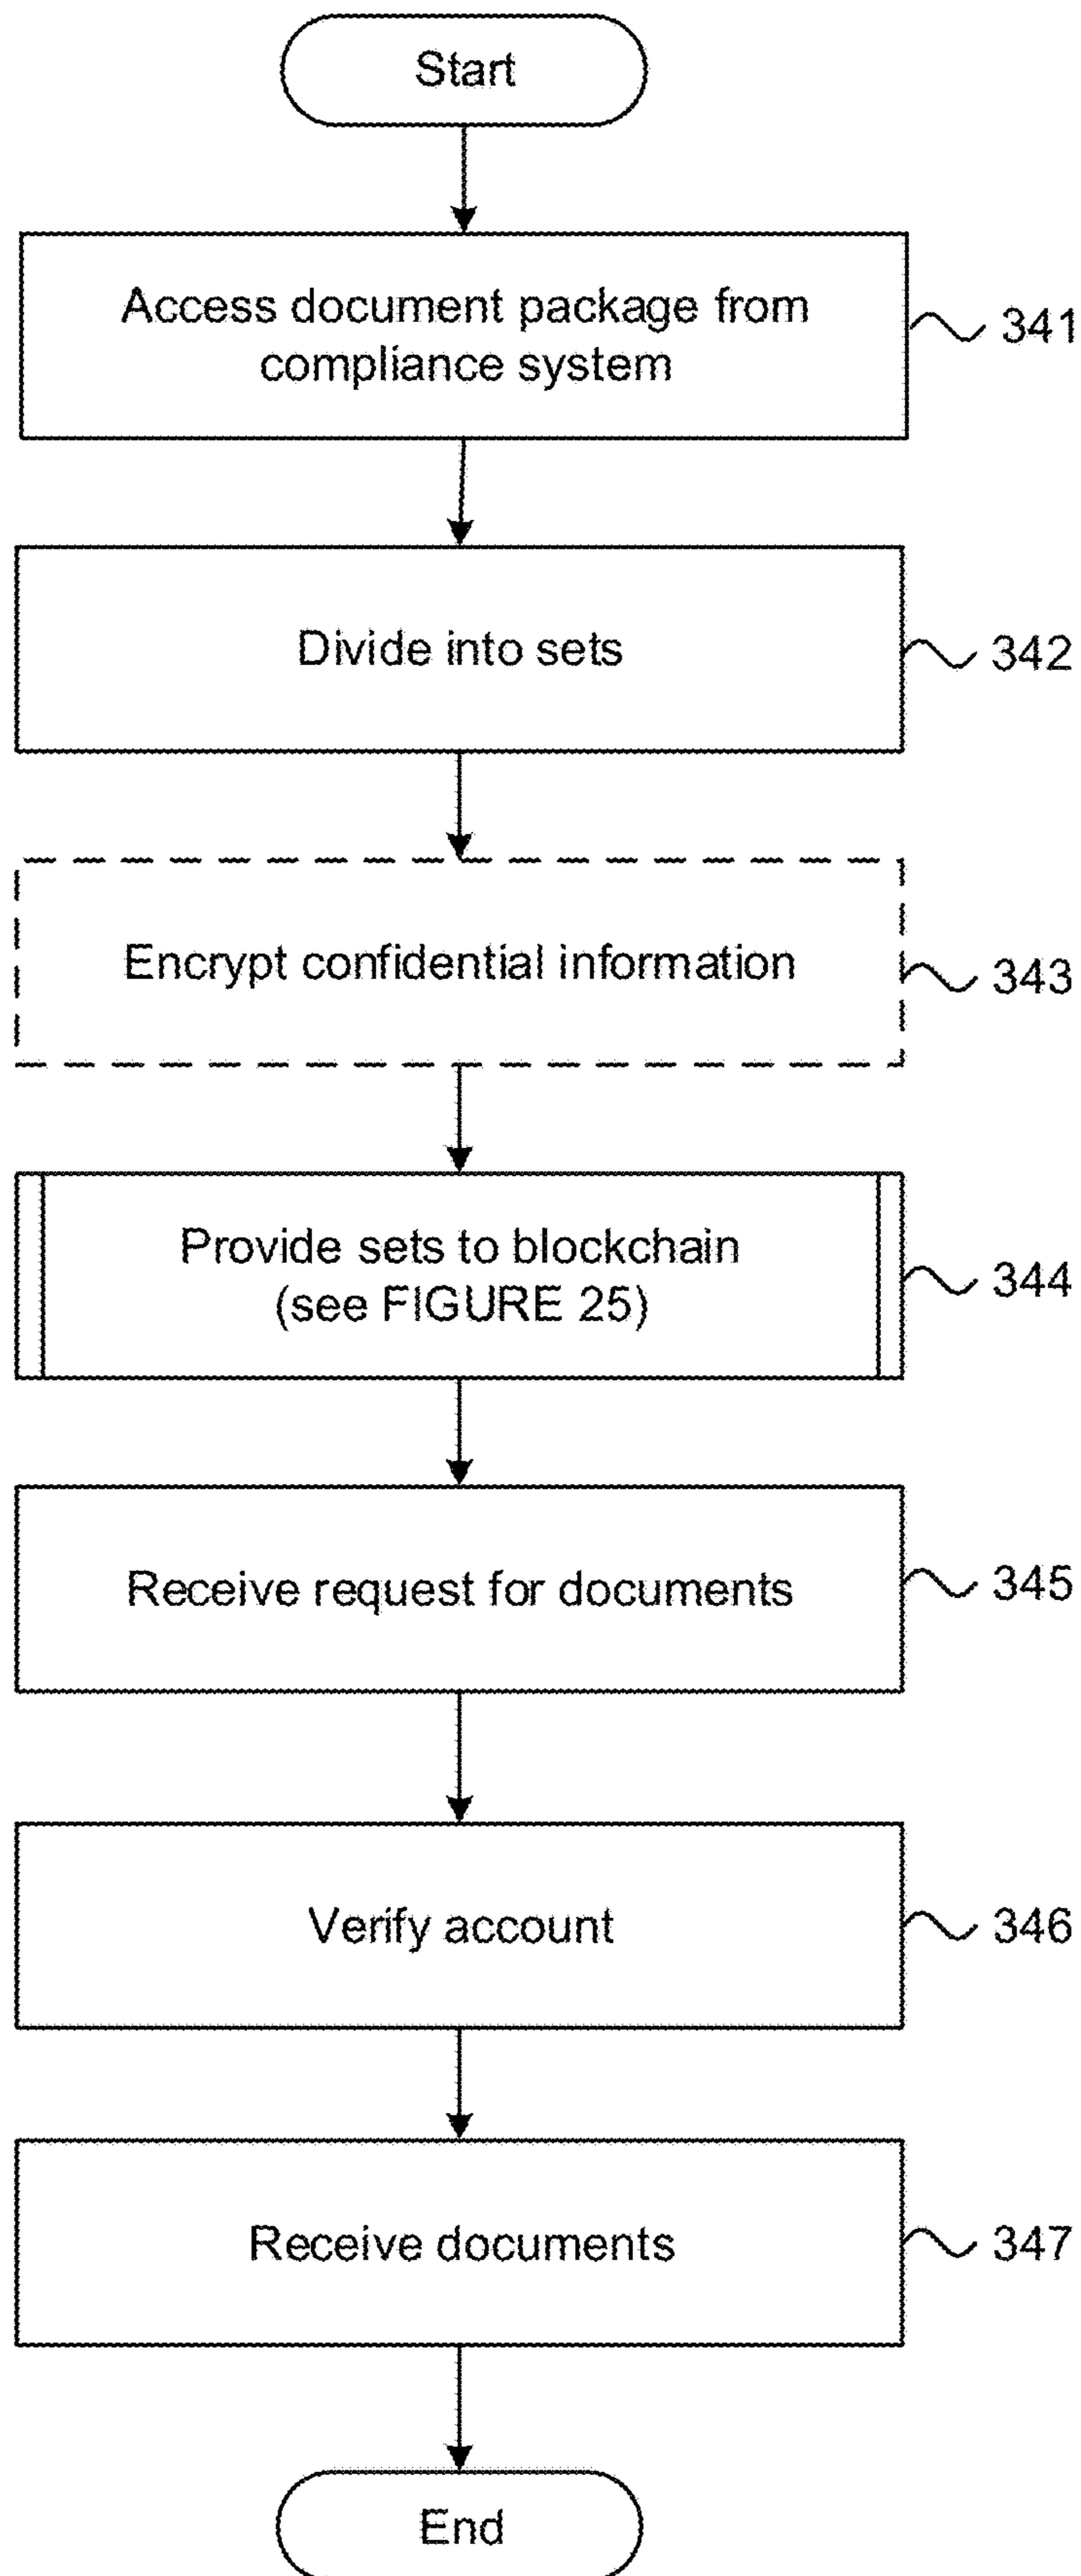 Start
Access document package from
compliance system
341
Divide into sets
342
Encrypt confidential information
343
Provide sets to blockchain
(see FIGURE 25)
344
Receive request for documents
345
Verify account
346
Receive documents
347
End